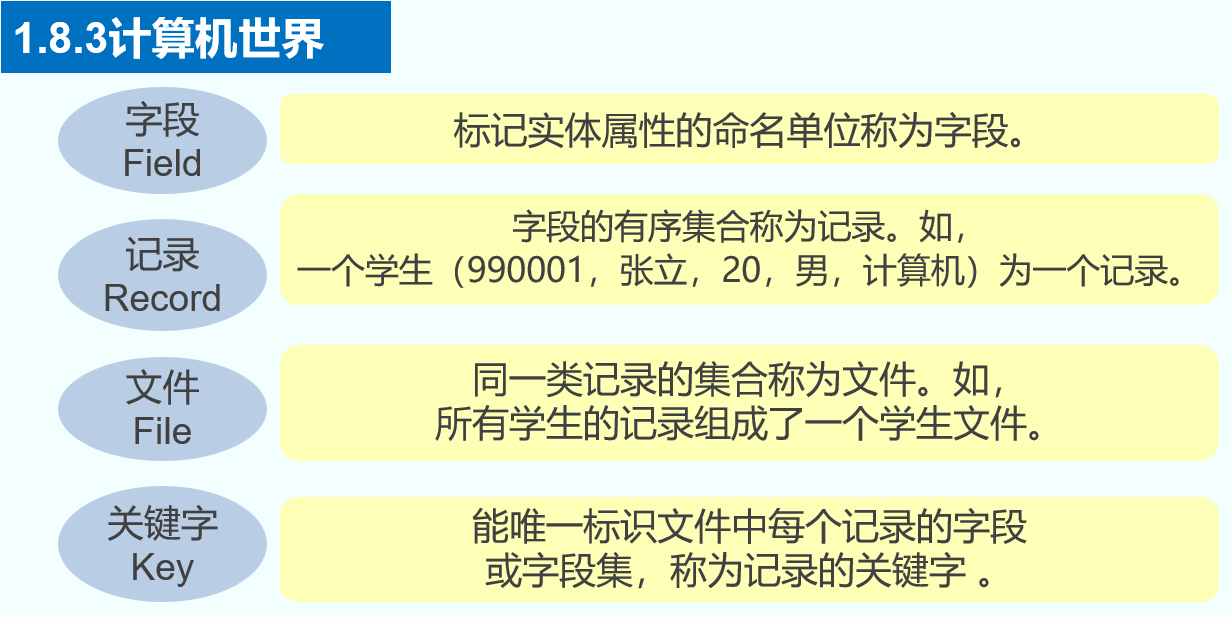 1.8.3计算机世界
字段
Field
标记实体属性的命名单位称为字段。
记录
Record
字段的有序集合称为记录。如，
一个学生（990001，张立，20，男，计算机）为一个记录。
文件
File
同一类记录的集合称为文件。如，
所有学生的记录组成了一个学生文件。
关键字
Key
能唯一标识文件中每个记录的字段
或字段集，称为记录的关键字 。